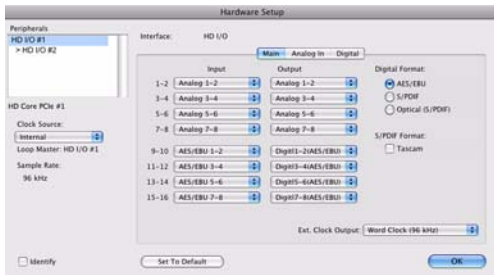 Hardware Setup
Peripherals
HD I/O #1
> HD I/O #2
Interface: HD I/O
Main Analog In Digital
Input Output Digital Format:
1-2 Analog 1-2 Analog 1-2 AES/EBU
3-4 Analog 3-4 Analog 3-4 S/PDIF
5-6 Analog 5-6 Analog 5-6 Optical (S/PDIF)
7-8 Analog 7-8 Analog 7-8
HD Core PCIe #1
Clock Source:
Internal
Loop Master: HD I/O #1
Sample Rate:
96 kHz
S/PDIF Format:
Tascam
9-10 AES/EBU 1-2 Digitl1-2(AES/EBU)
11-12 AES/EBU 3-4 Digitl3-4(AES/EBU)
13-14 AES/EBU 5-6 Digitl5-6(AES/EBU)
15-16 AES/EBU 7-8 Digitl7-8(AES/EBU)
Ext. Clock Output: Word Clock (96 kHz)
Identify Set To Default OK